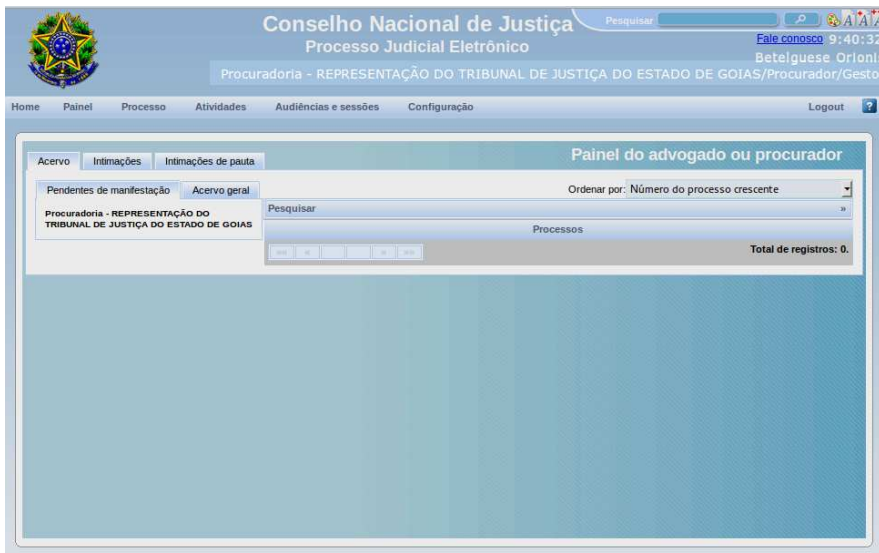 Conselho Nacional de Justiça
Processo Judicial Eletrônico
Pesquisar
Fale conosco 9:40:32
Betelguese Orioni
Procuradoria - REPRESENTAÇÃO DO TRIBUNAL DE JUSTIÇA DO ESTADO DE GOIAS/Procurador/Gesto
Home Painel Processo Atividades Audiências e sessões Configuração Logout ?
Painel do advogado ou procurador
Acervo Intimações Intimações de pauta
Pendentes de manifestação Acervo geral
Ordenar por: Número do processo crescente
Procuradoria - REPRESENTAÇÃO DO
TRIBUNAL DE JUSTIÇA DO ESTADO DE GOIAS
Pesquisar »
Processos
«« « » »»
Total de registros: 0.